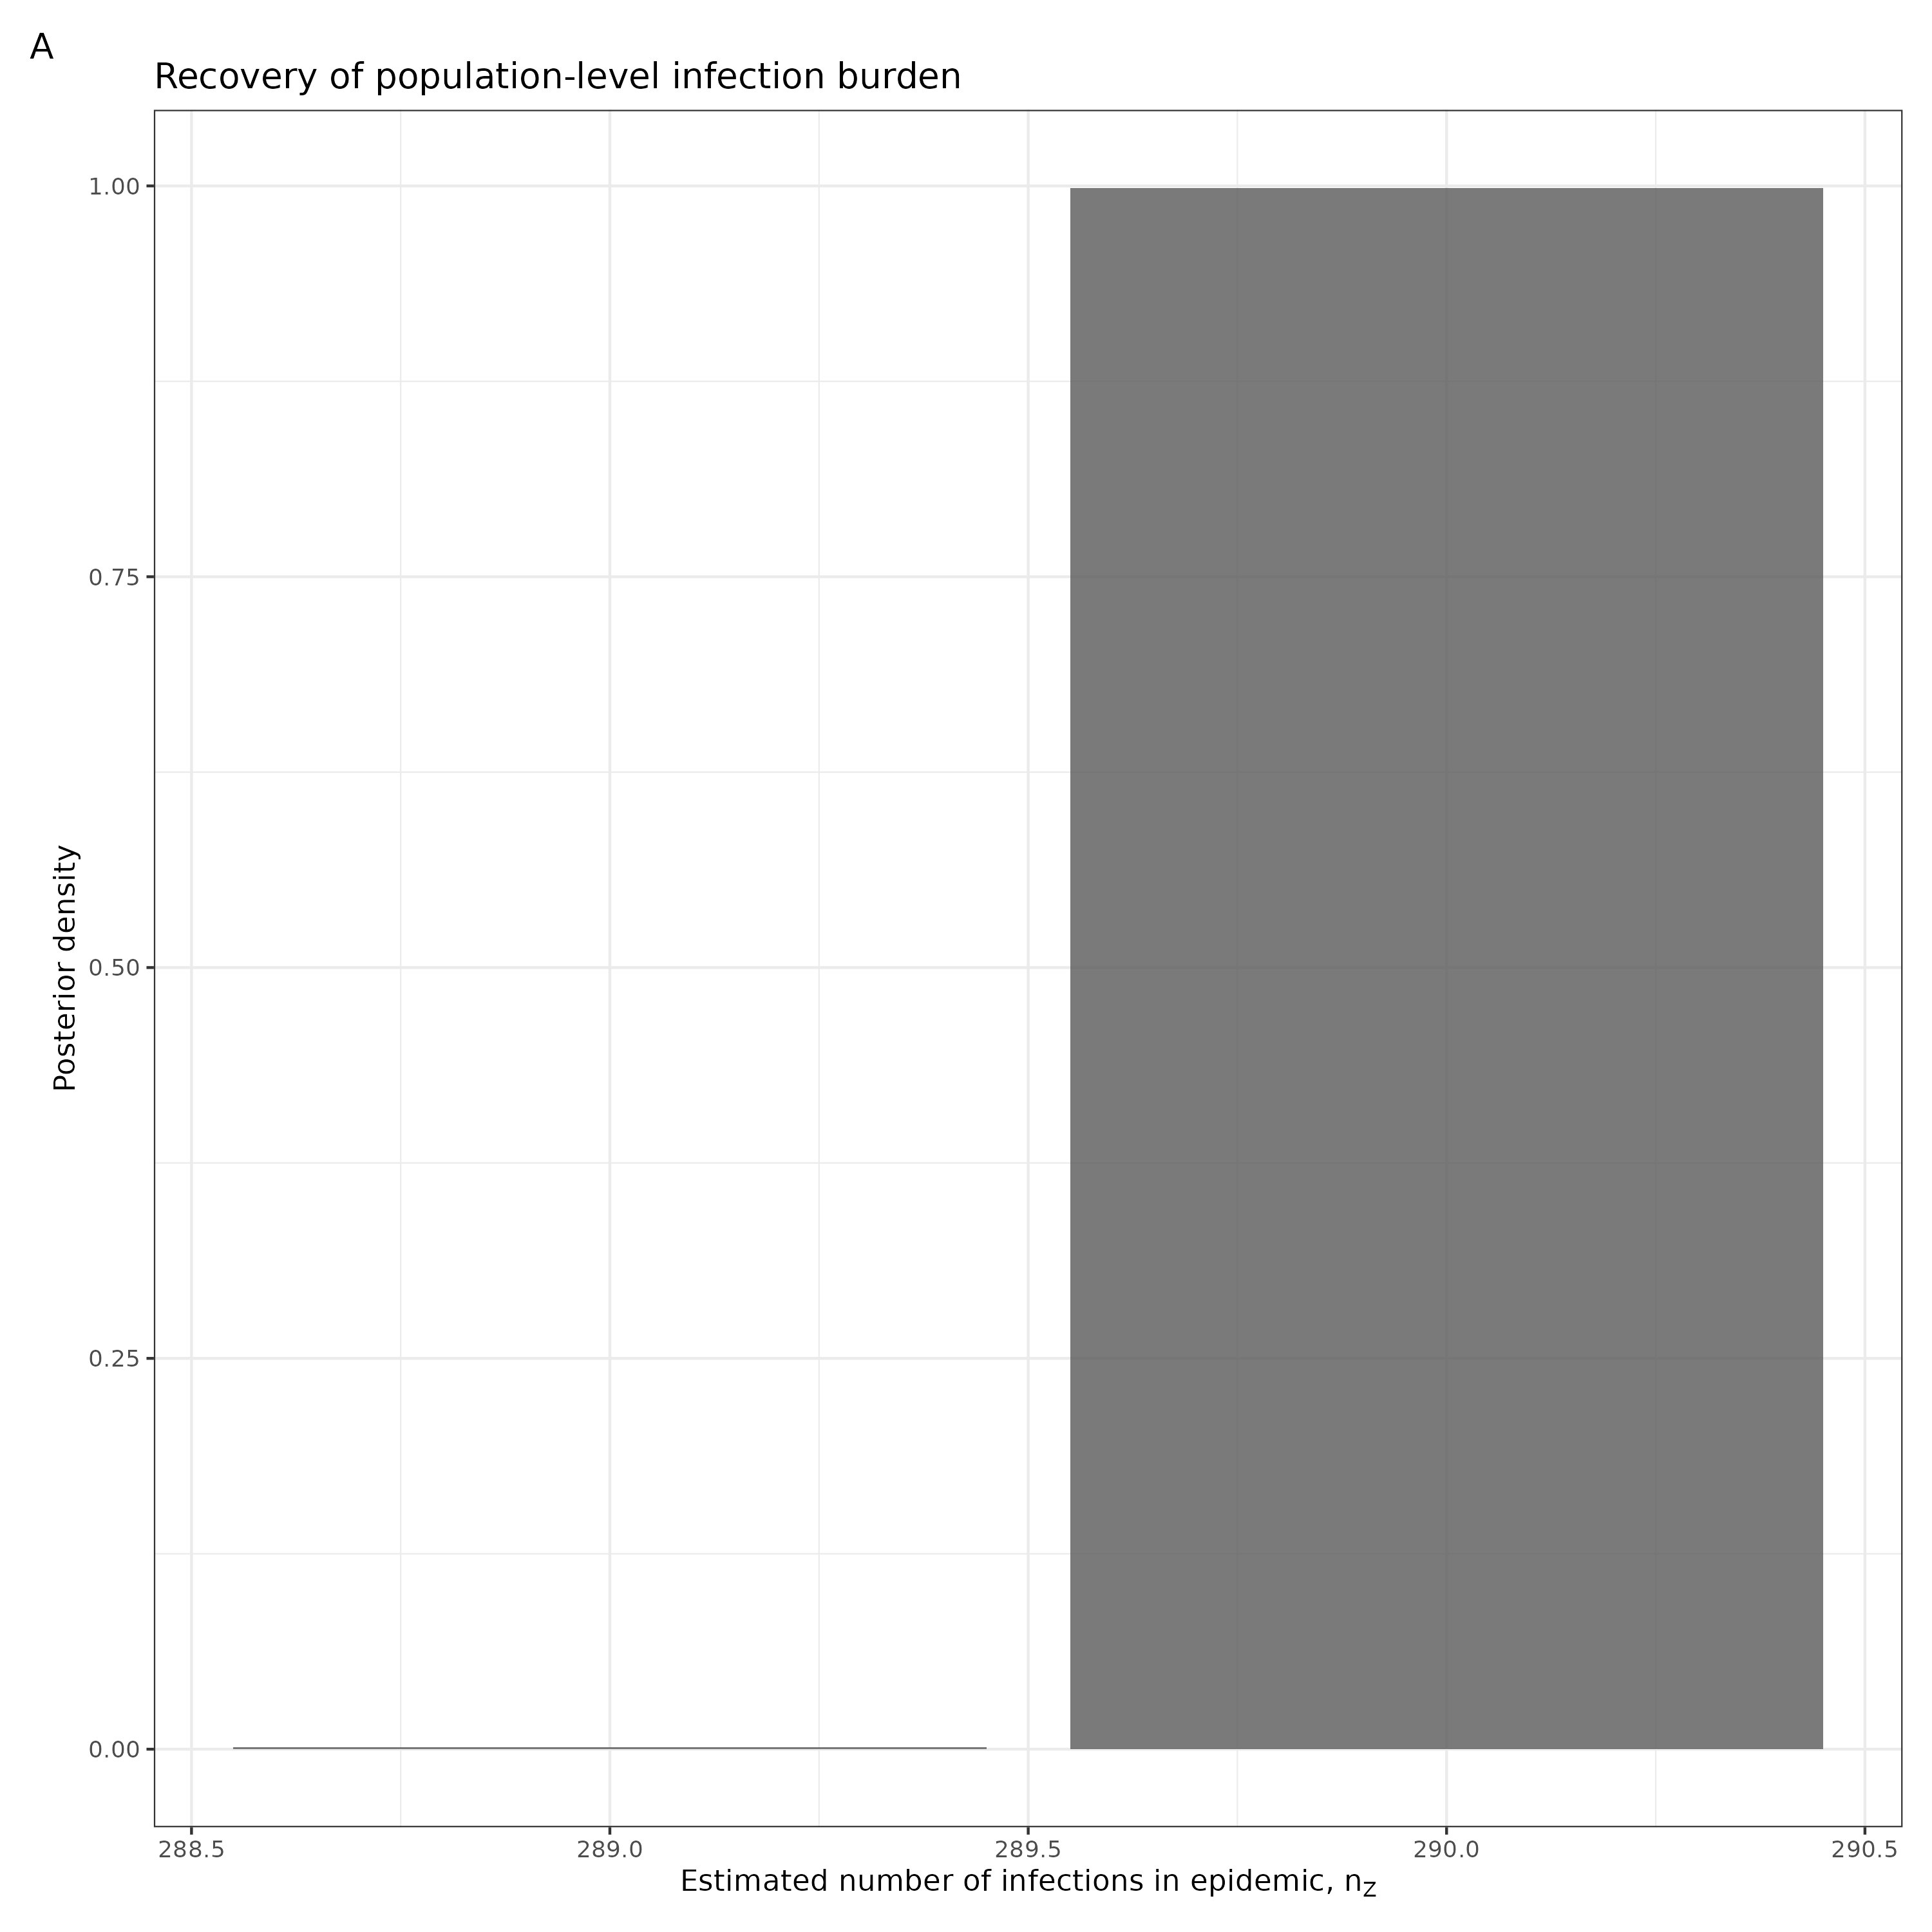 A
Recovery of population-level infection burden
Posterior density
1.00
0.75
0.50
0.25
0.00
288.5 289.0 289.5 290.0 290.5
Estimated number of infections in epidemic, nZ